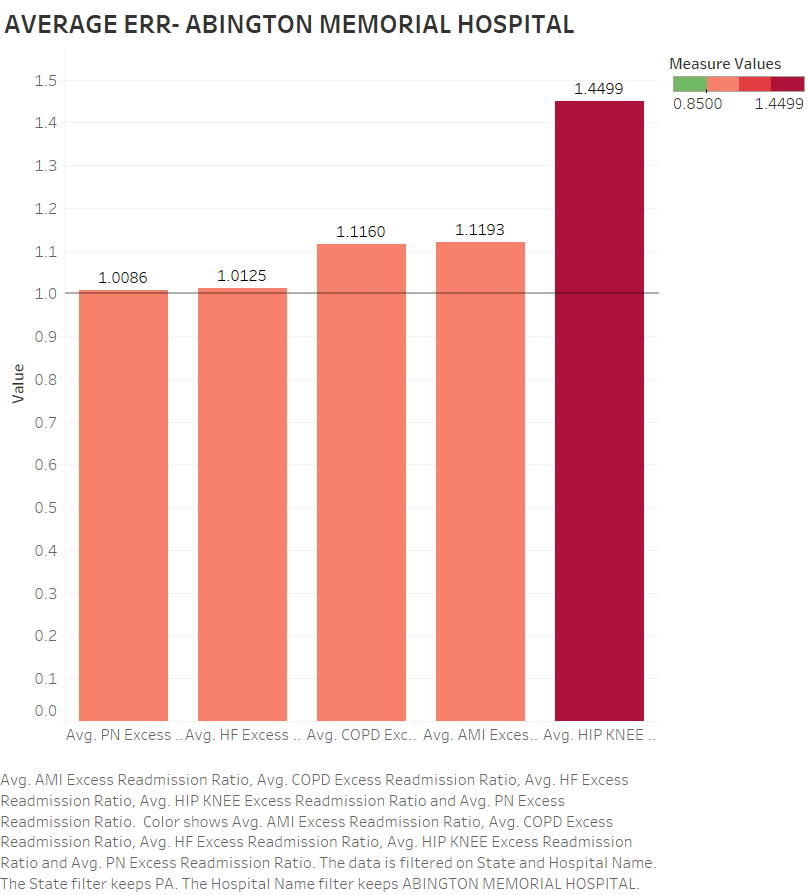 AVERAGE ERR- ABINGTON MEMORIAL HOSPITAL
Measure Values
0.8500 1.4499
1.4499
1.1193
1.1160
1.0125
1.0086
1.5
1.4
1.3
1.2
1.1
1.0
0.9
0.8
0.7
0.6
0.5
0.4
0.3
0.2
0.1
0.0
Value
Avg. PN Excess .. Avg. HF Excess .. Avg. COPD Exc.. Avg. AMI Exces.. Avg. HIP KNEE ..
Avg. AMI Excess Readmission Ratio, Avg. COPD Excess Readmission Ratio, Avg. HF Excess
Readmission Ratio, Avg. HIP KNEE Excess Readmission Ratio and Avg. PN Excess
Readmission Ratio.  Color shows Avg. AMI Excess Readmission Ratio, Avg. COPD Excess
Readmission Ratio, Avg. HF Excess Readmission Ratio, Avg. HIP KNEE Excess Readmission
Ratio and Avg. PN Excess Readmission Ratio. The data is filtered on State and Hospital Name.
The State filter keeps PA. The Hospital Name filter keeps ABINGTON MEMORIAL HOSPITAL.